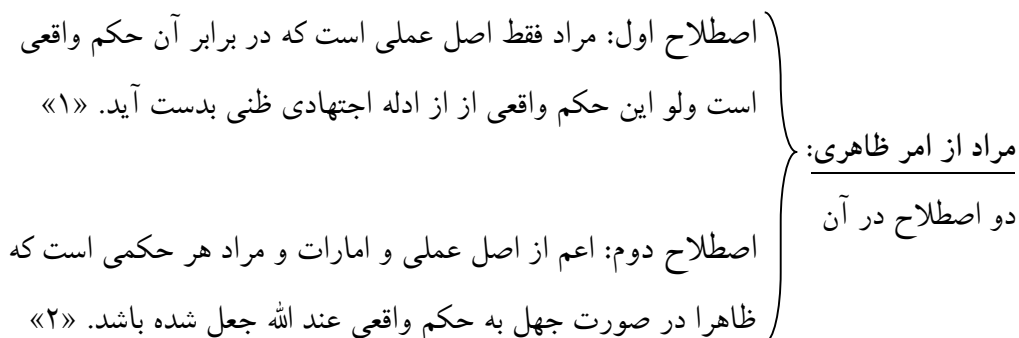 مراد از امر ظاهری:
دو اصطلاح در آن
اصطلاح اول: مراد فقط اصل عملی است که در برابر آن حکم واقعی
است ولو این حکم واقعی از از ادله اجتهادی ظنی بدست آید. «۱»
اصطلاح دوم: اعم از اصل عملی و امارات و مراد هر حکمی است که
ظاهرا در صورت جهل به حکم واقعی عند الله جعل شده باشد. «۲»